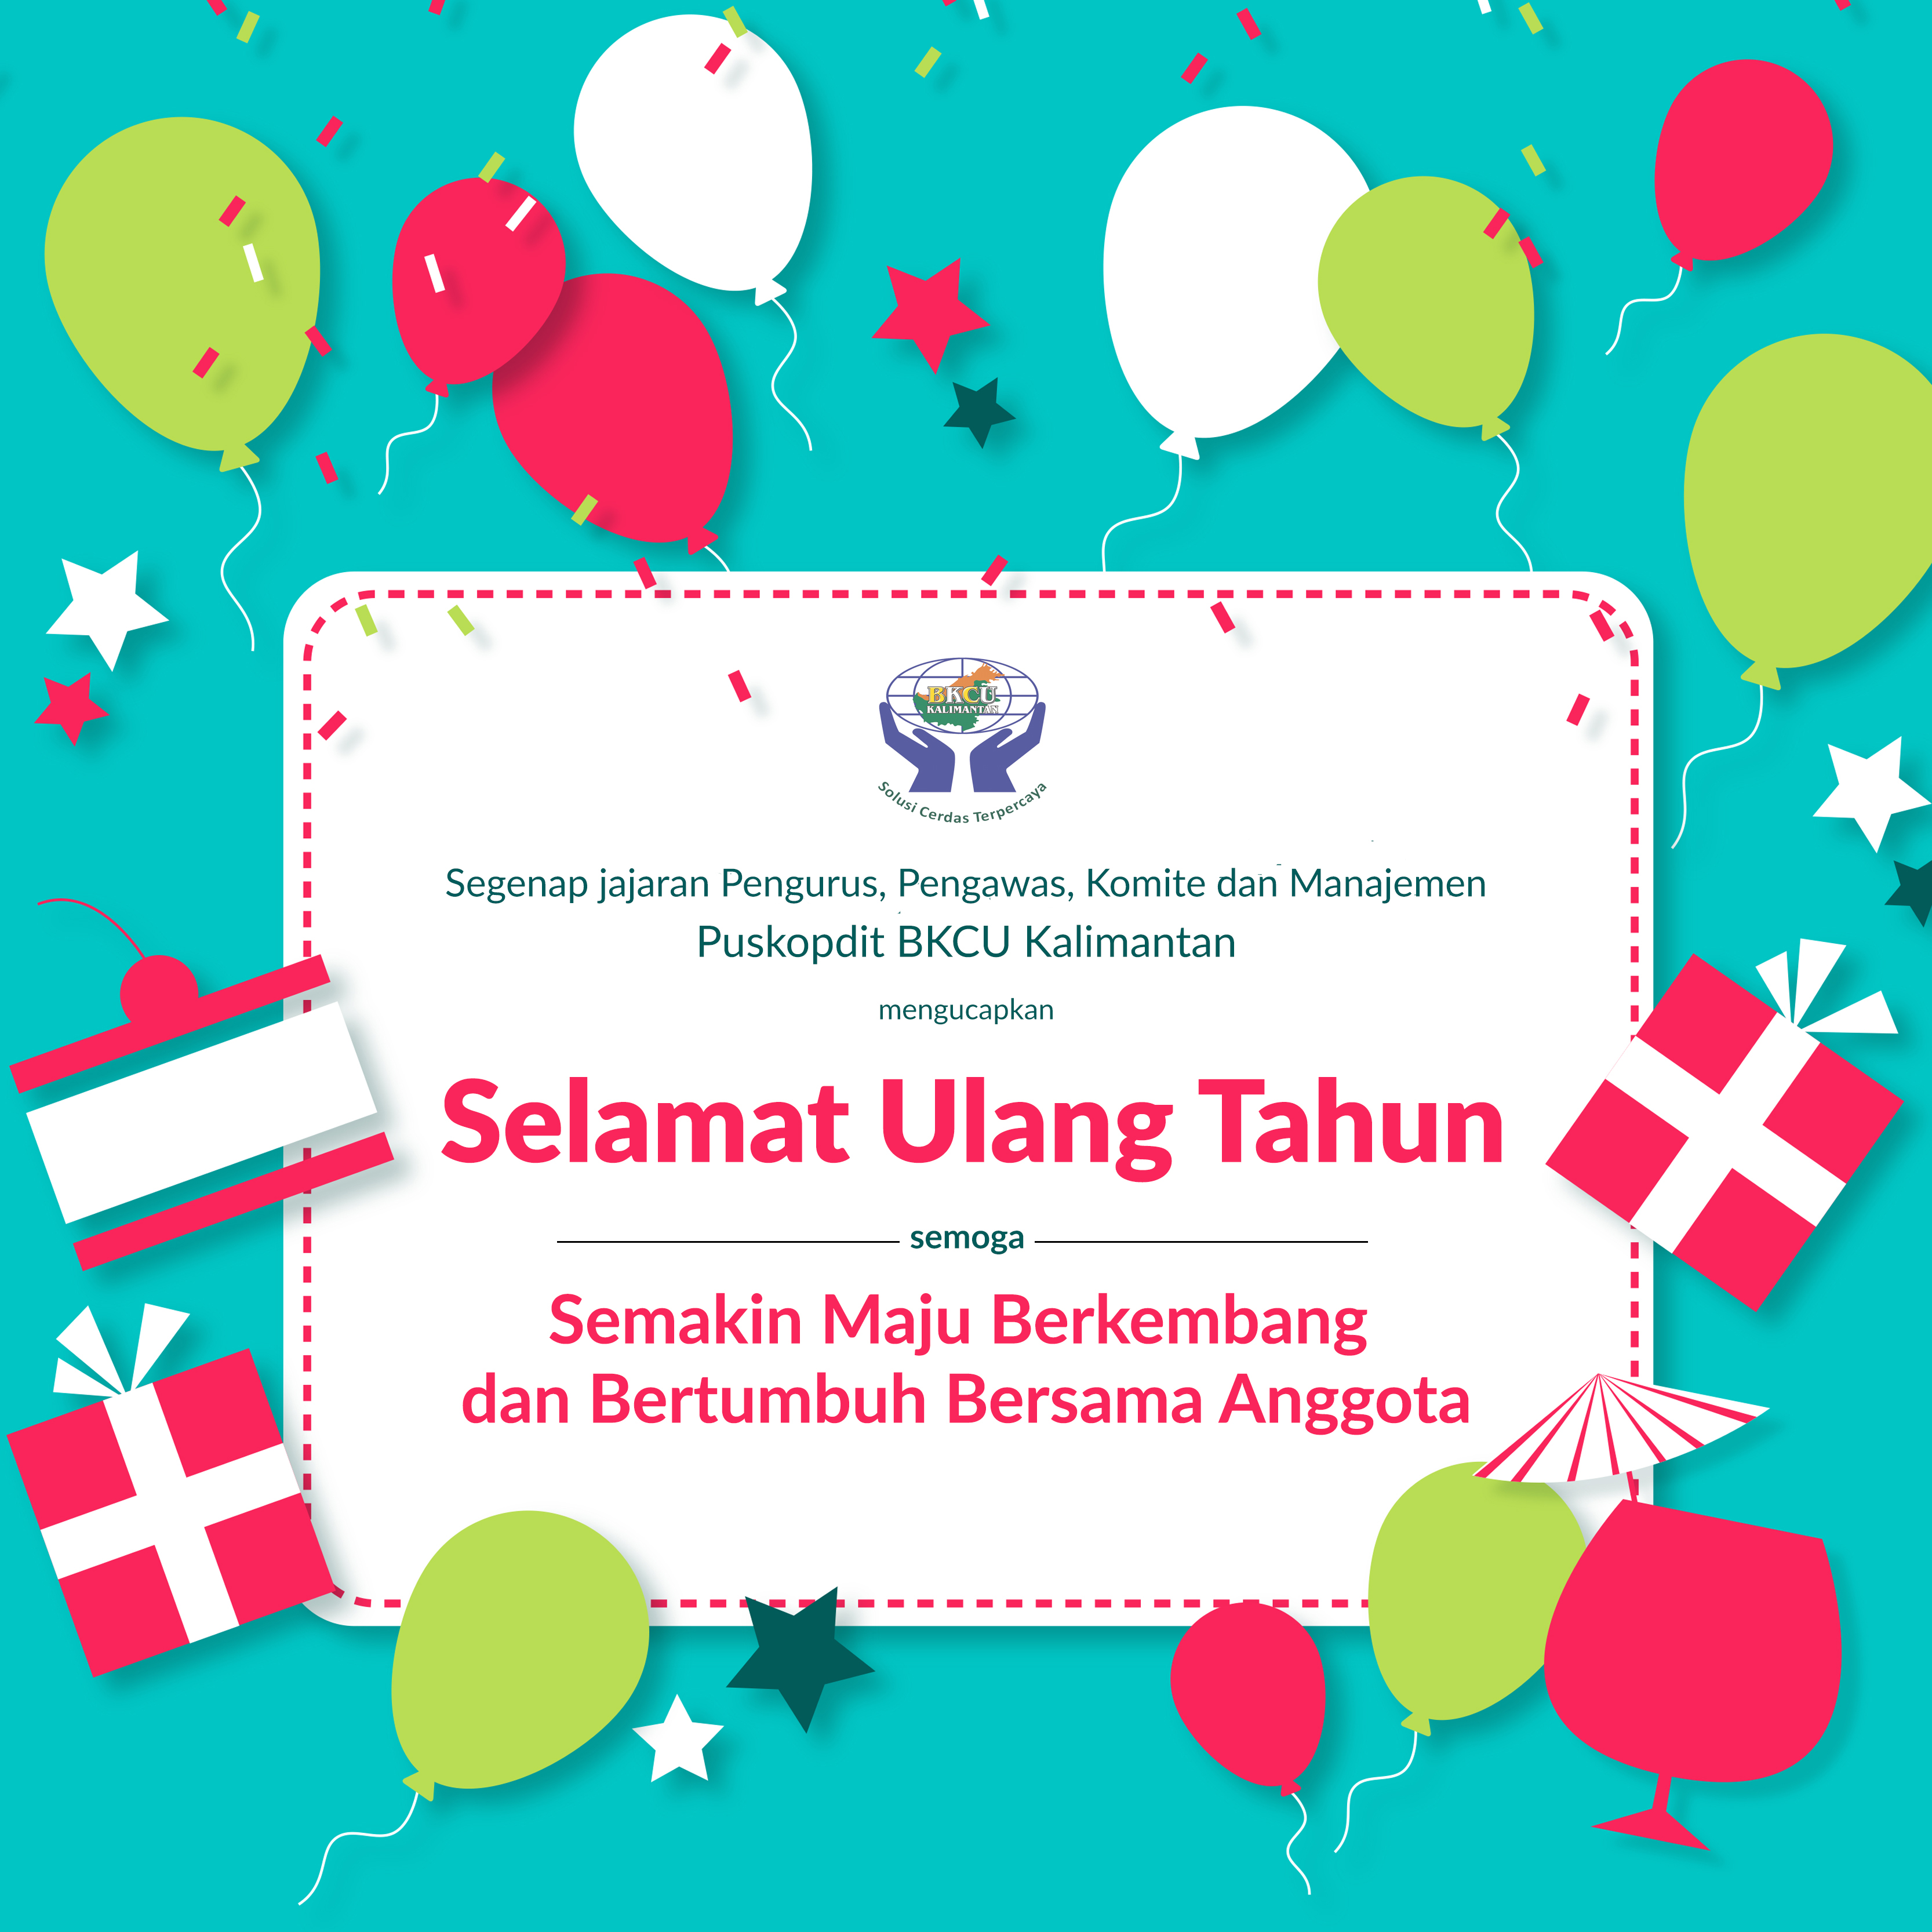 BKCU
KALIMANTAN
Solusi Cerdas Terpercaya
Segenap jajaran Pengurus, Pengawas, Komite dan Manajemen
Puskopdit BKCU Kalimantan
mengucapkan
Selamat Ulang Tahun
semoga
Semakin Maju Berkembang
dan Bertumbuh Bersama Anggota